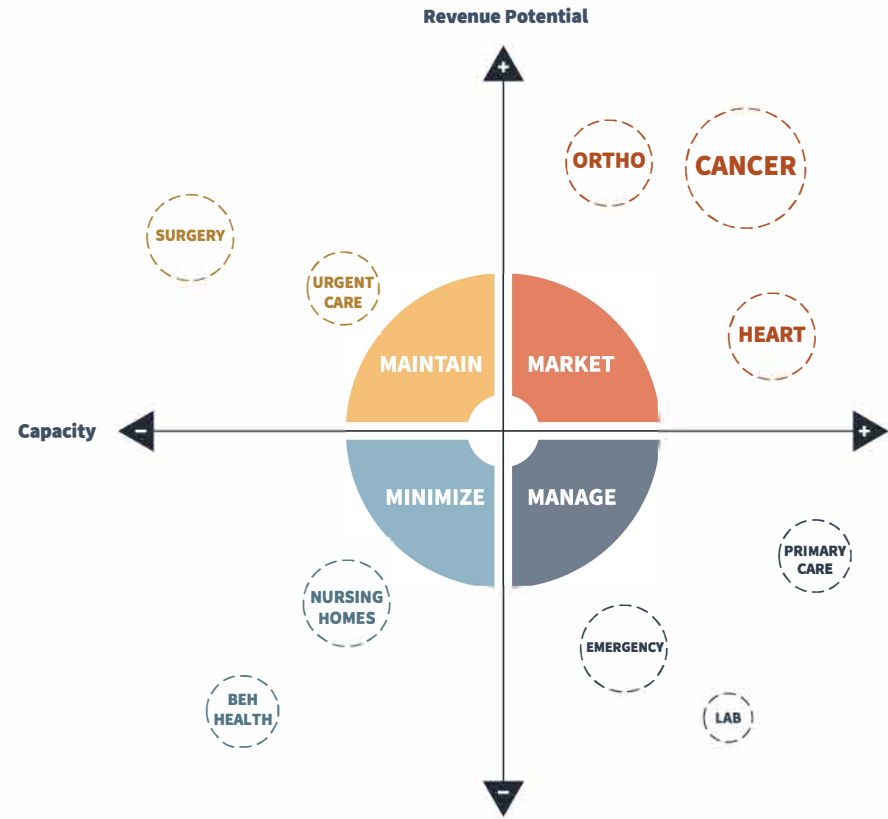 Revenue Potential
+
ORTHO
CANCER
SURGERY
URGENT
CARE
HEART
MAINTAIN
MARKET
Capacity
−
+
MINIMIZE
MANAGE
PRIMARY
CARE
NURSING
HOMES
EMERGENCY
BEH
HEALTH
LAB
−